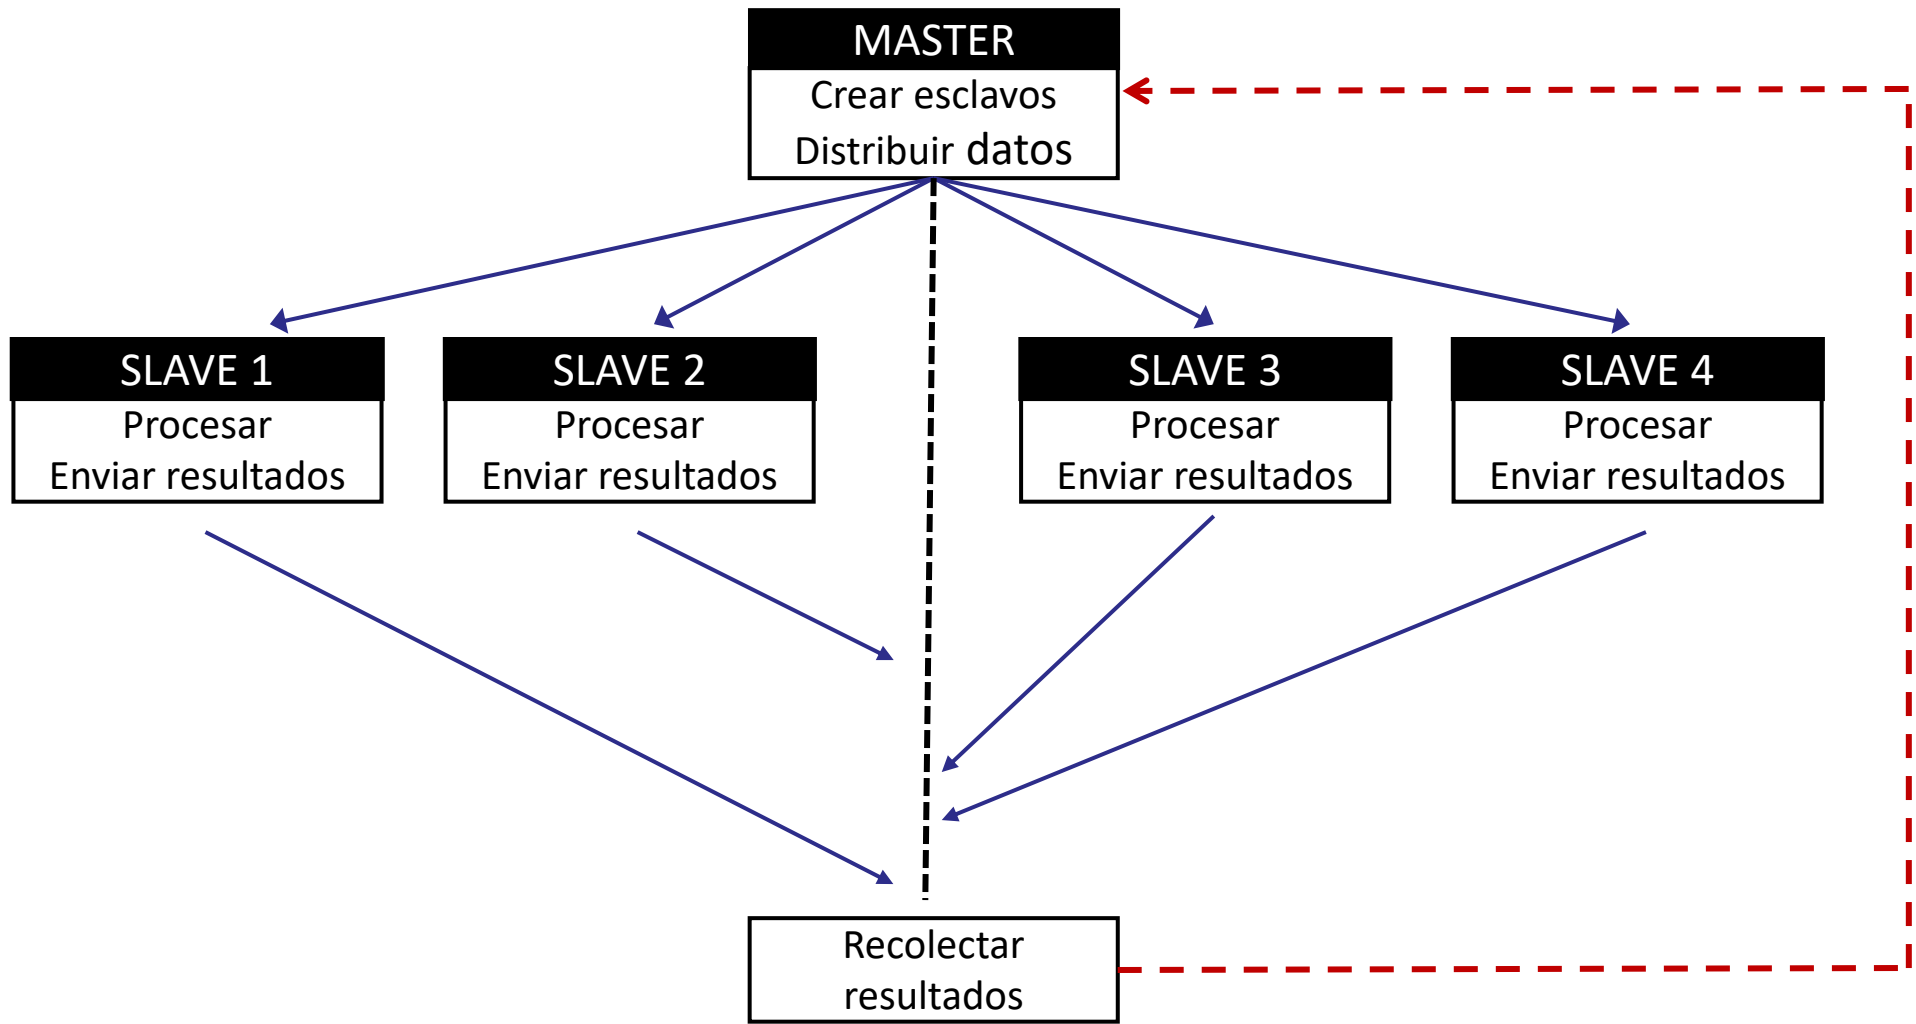 MASTER
Crear esclavos
Distribuir datos
SLAVE 1
Procesar
Enviar resultados
SLAVE 2
Procesar
Enviar resultados
SLAVE 3
Procesar
Enviar resultados
SLAVE 4
Procesar
Enviar resultados
Recolectar
resultados